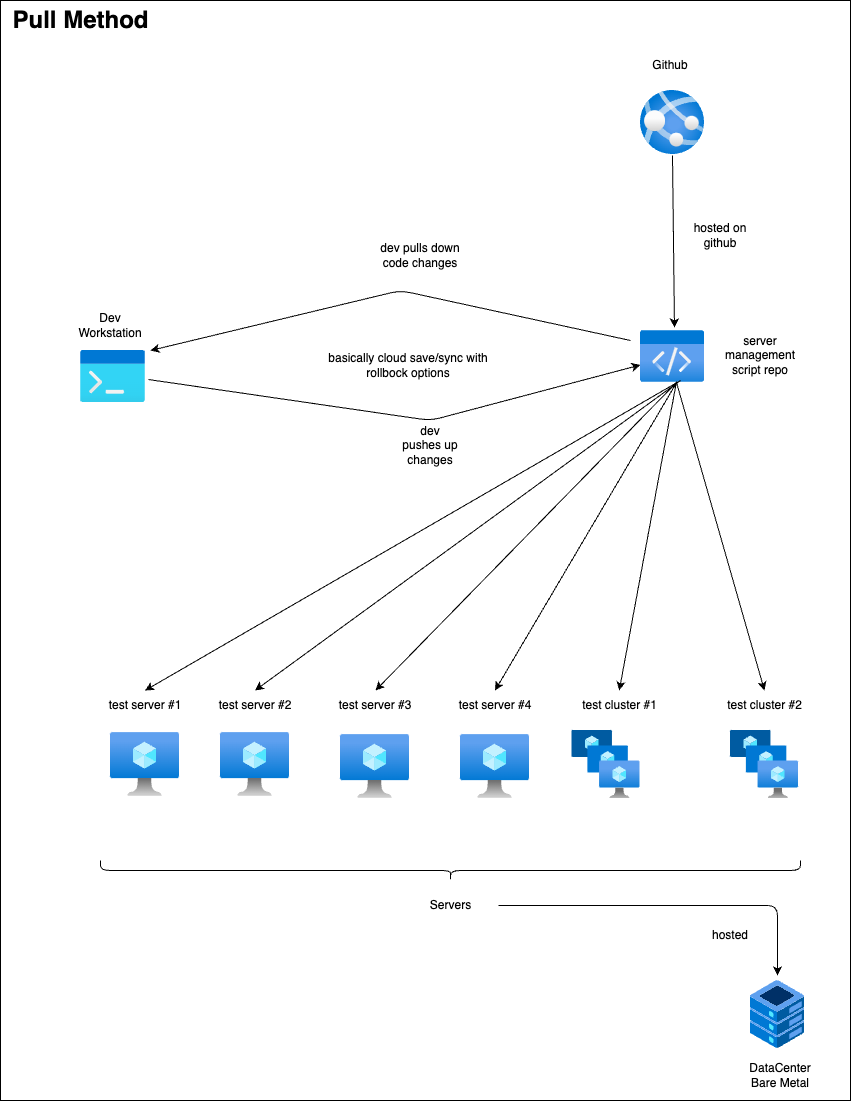 Pull Method
Github
hosted on
github
dev pulls down
code changes
Dev
Workstation
server
management
script repo
basically cloud save/sync with
rollbock options
dev
pushes up
changes
test server #1
test server #2
test server #3
test server #4
test cluster #1
test cluster #2
Servers
hosted
DataCenter
Bare Metal